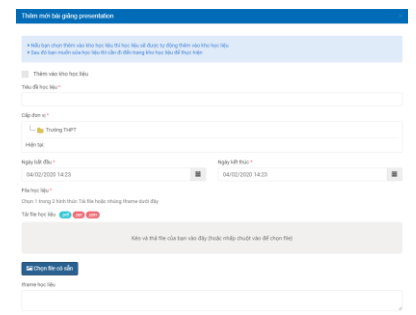 Thêm mới bài giảng presentation
+ Nếu bạn chọn thêm vào kho học liệu thì học liệu sẽ được tự động thêm vào kho học liệu
+ Sau đó bạn muốn sửa học liệu thì cần đi đến trang kho học liệu để thực hiện
Thêm vào kho học liệu
Tiêu đề học liệu *
Cấp đơn vị *
Trường THPT
Hiện tại:
Ngày bắt đầu * Ngày kết thúc *
04/02/2020 14:23 04/02/2020 14:23
File học liệu *
Chọn 1 trong 2 hình thức Tải file hoặc nhúng iframe dưới đây
Tải file học liệu
Kéo và thả file của bạn vào đây (hoặc nhấp chuột vào để chọn file)
Chọn file có sẵn
Iframe học liệu